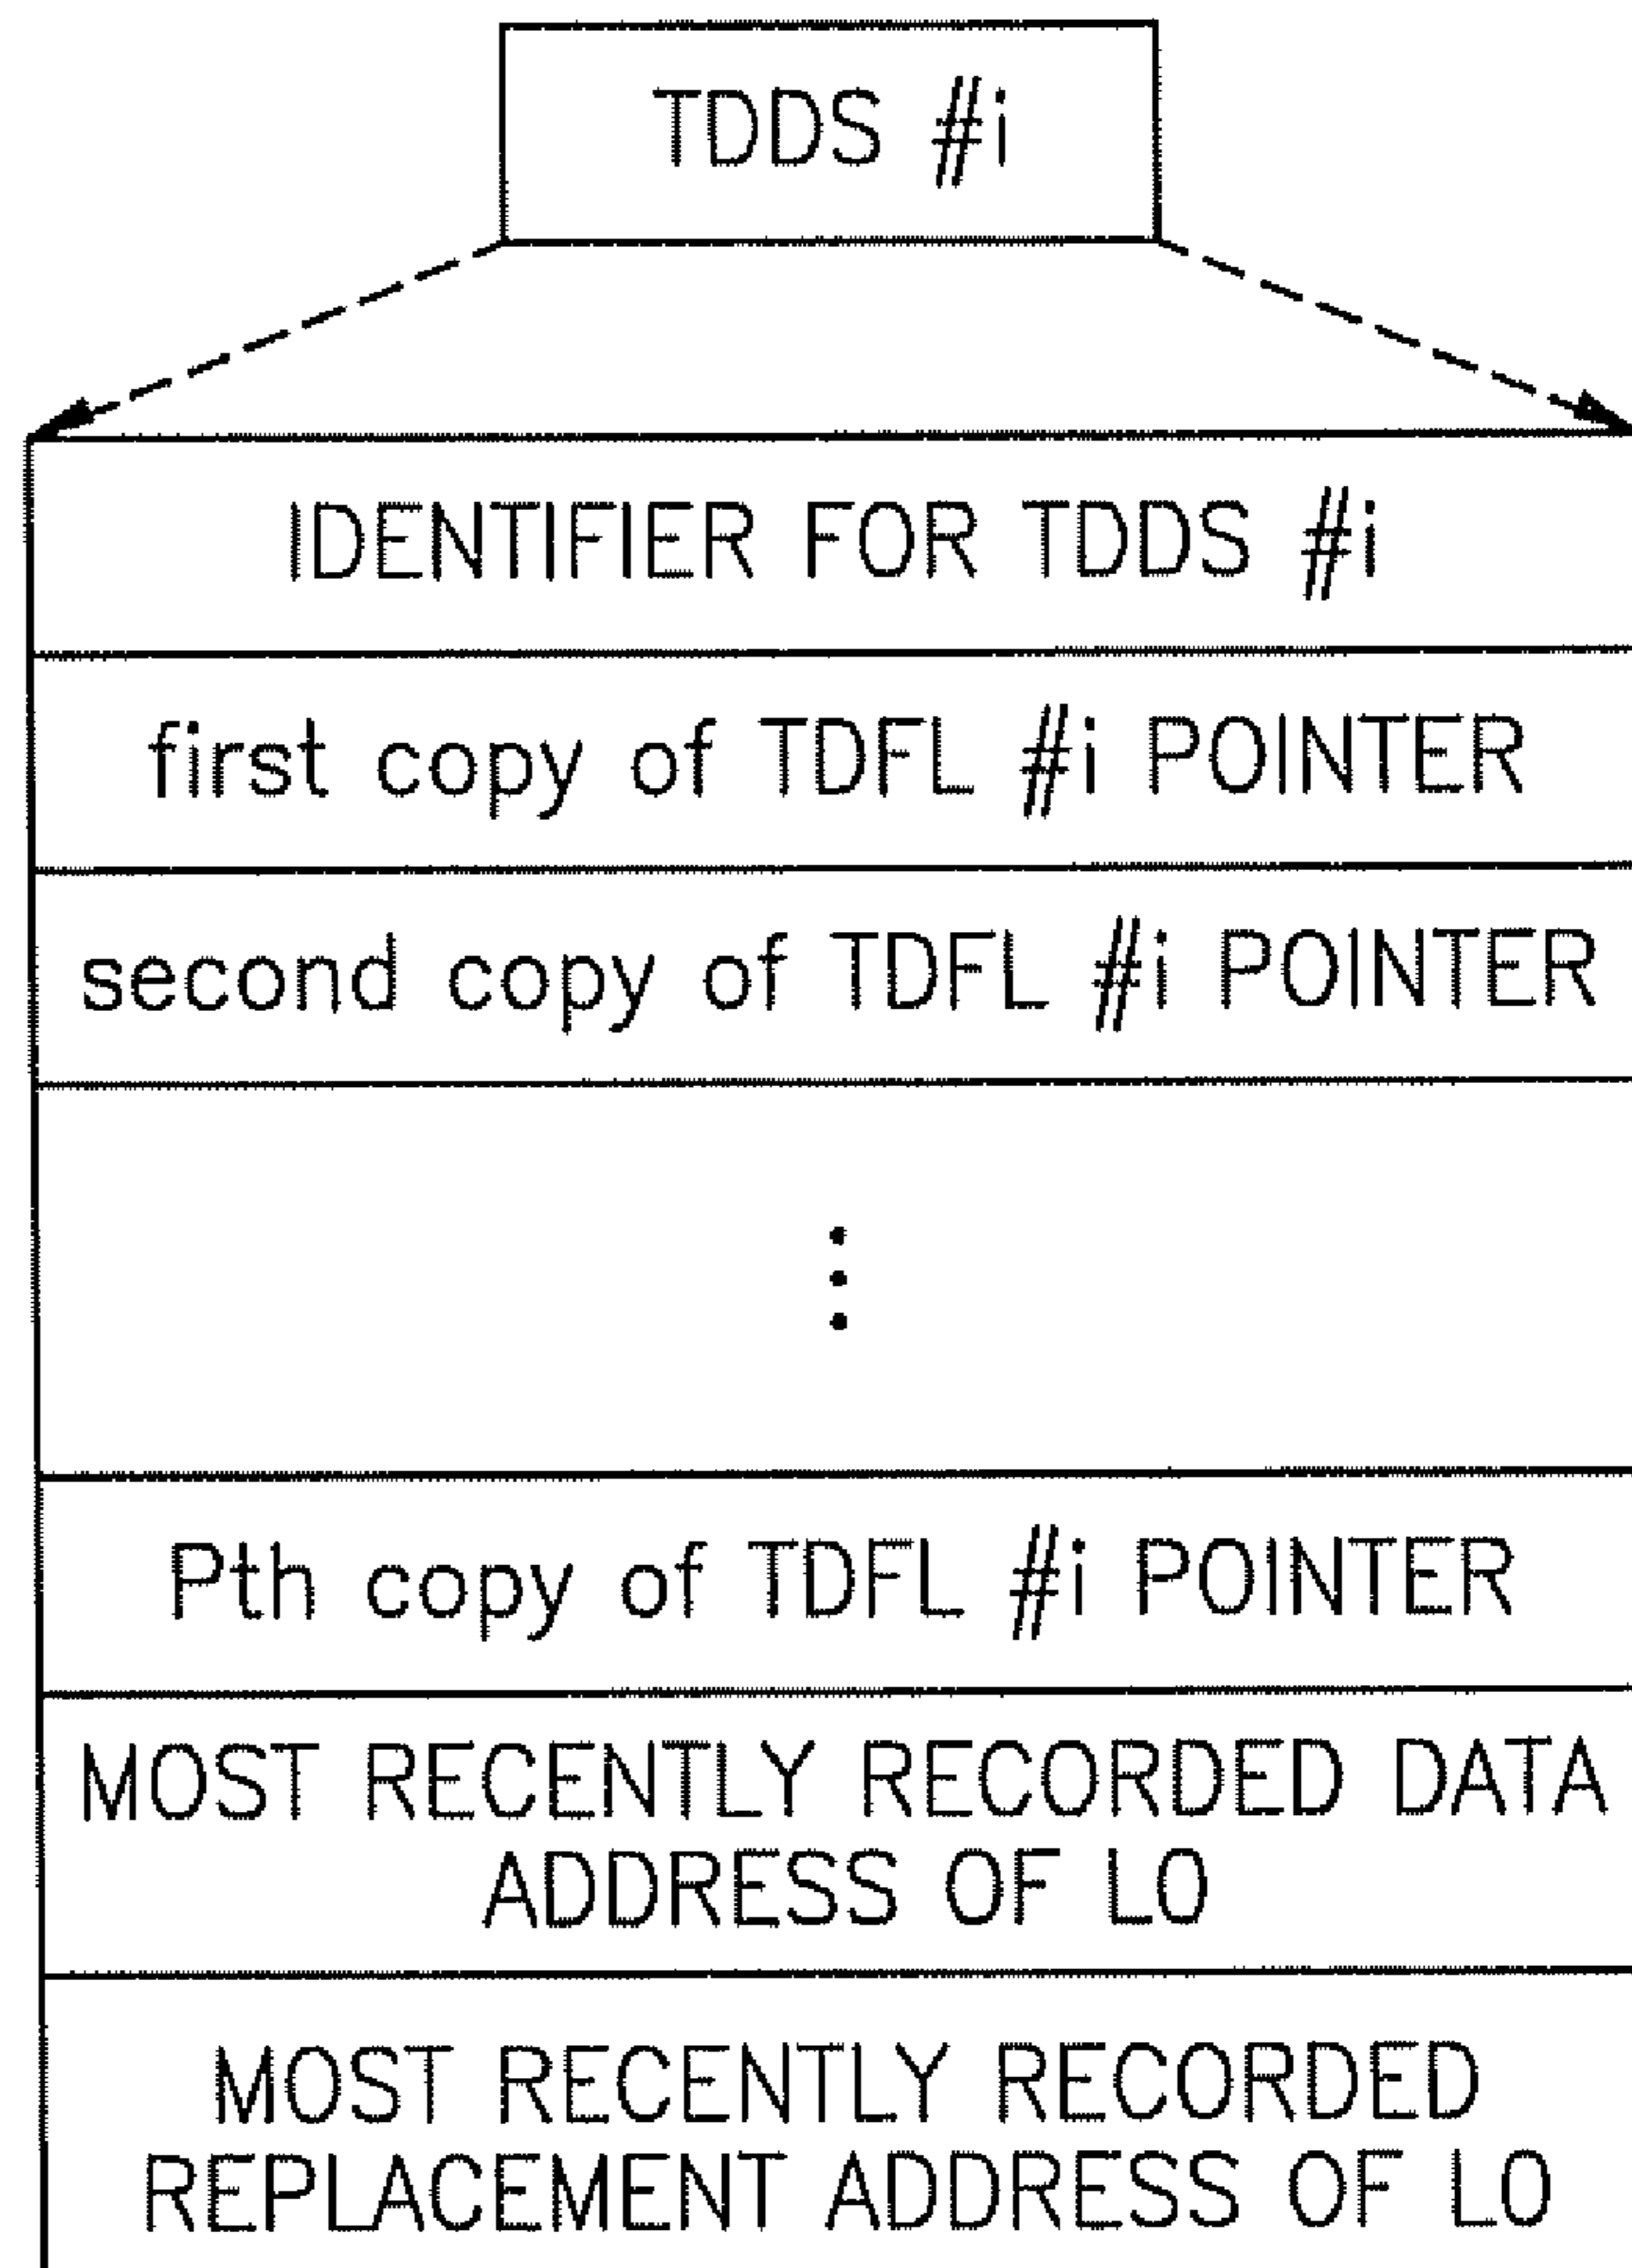 TDDS #i
IDENTIFIER FOR TDDS #i
first copy of TDFL #i POINTER
second copy of TDFL #i POINTER
Pth copy of TDFL #i POINTER
MOST RECENTLY RECORDED DATA
ADDRESS OF L0
MOST RECENTLY RECORDED
REPLACEMENT ADDRESS OF L0